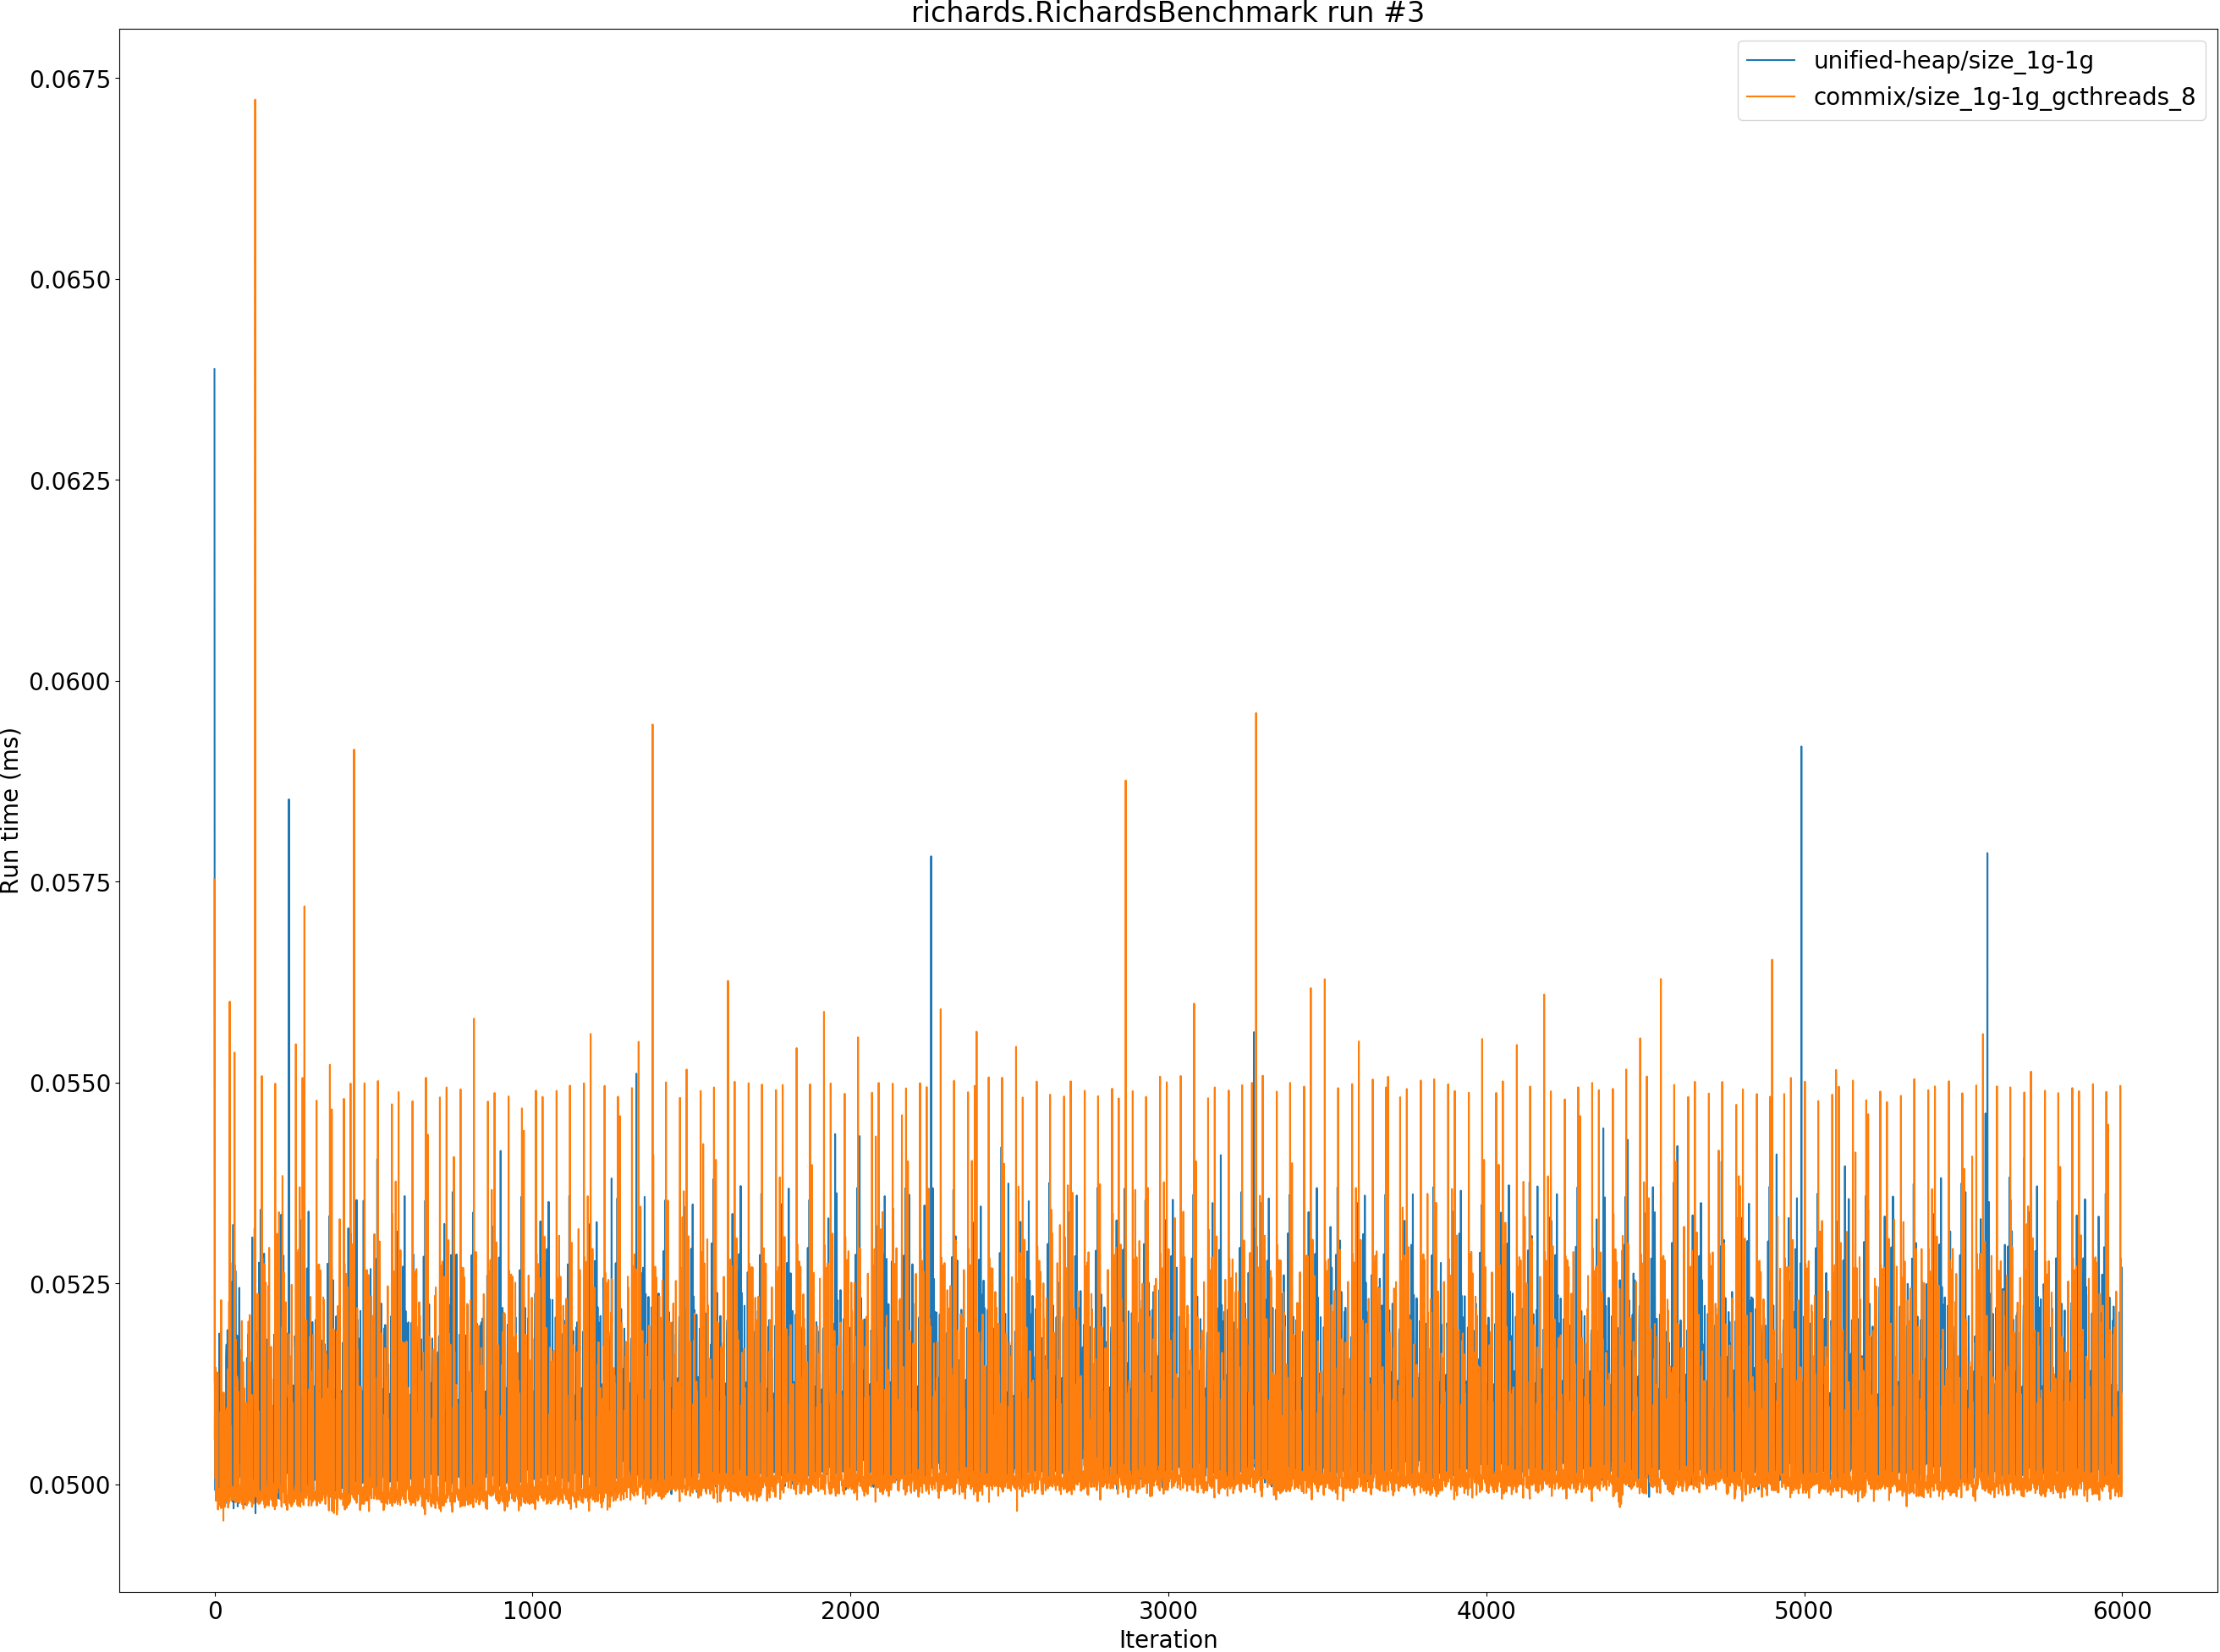 richards.RichardsBenchmark run #3
unified-heap/size_1g-1g
commix/size_1g-1g_gcthreads_8
0.0675
0.0650
0.0625
0.0600
0.0575
0.0550
0.0525
0.0500
Run time (ms)
0 1000 2000 3000 4000 5000 6000
Iteration